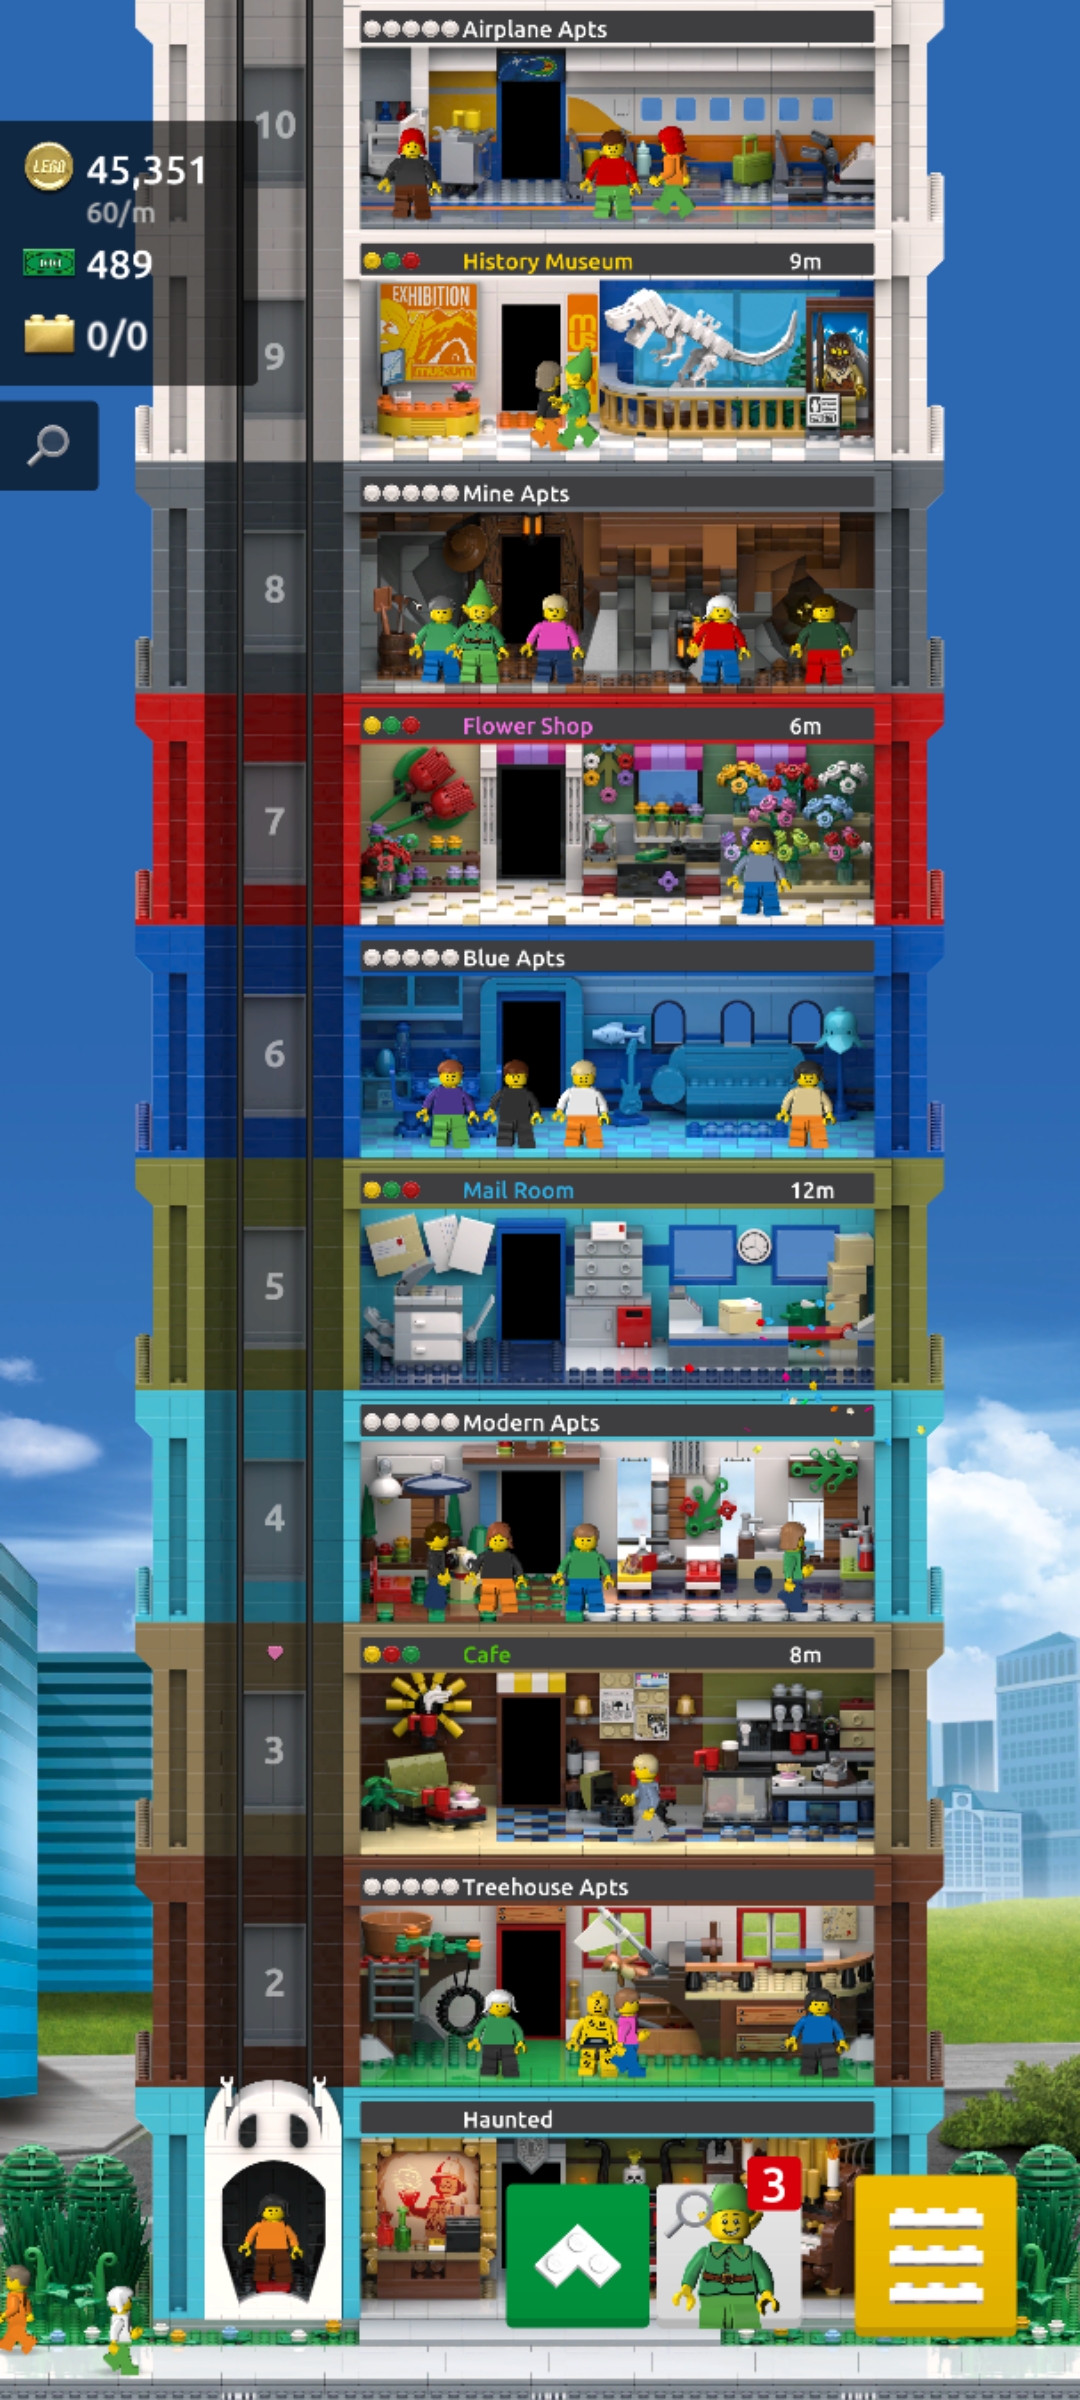 Airplane Apts
10
LEGO
45,351
60/m
489
0/0
History Museum 9m
EXHIBITION
museum
9
Mine Apts
8
Flower Shop 6m
7
Blue Apts
6
Mail Room 12m
5
Modern Apts
4
Cafe 8m
3
Treehouse Apts
2
Haunted
3